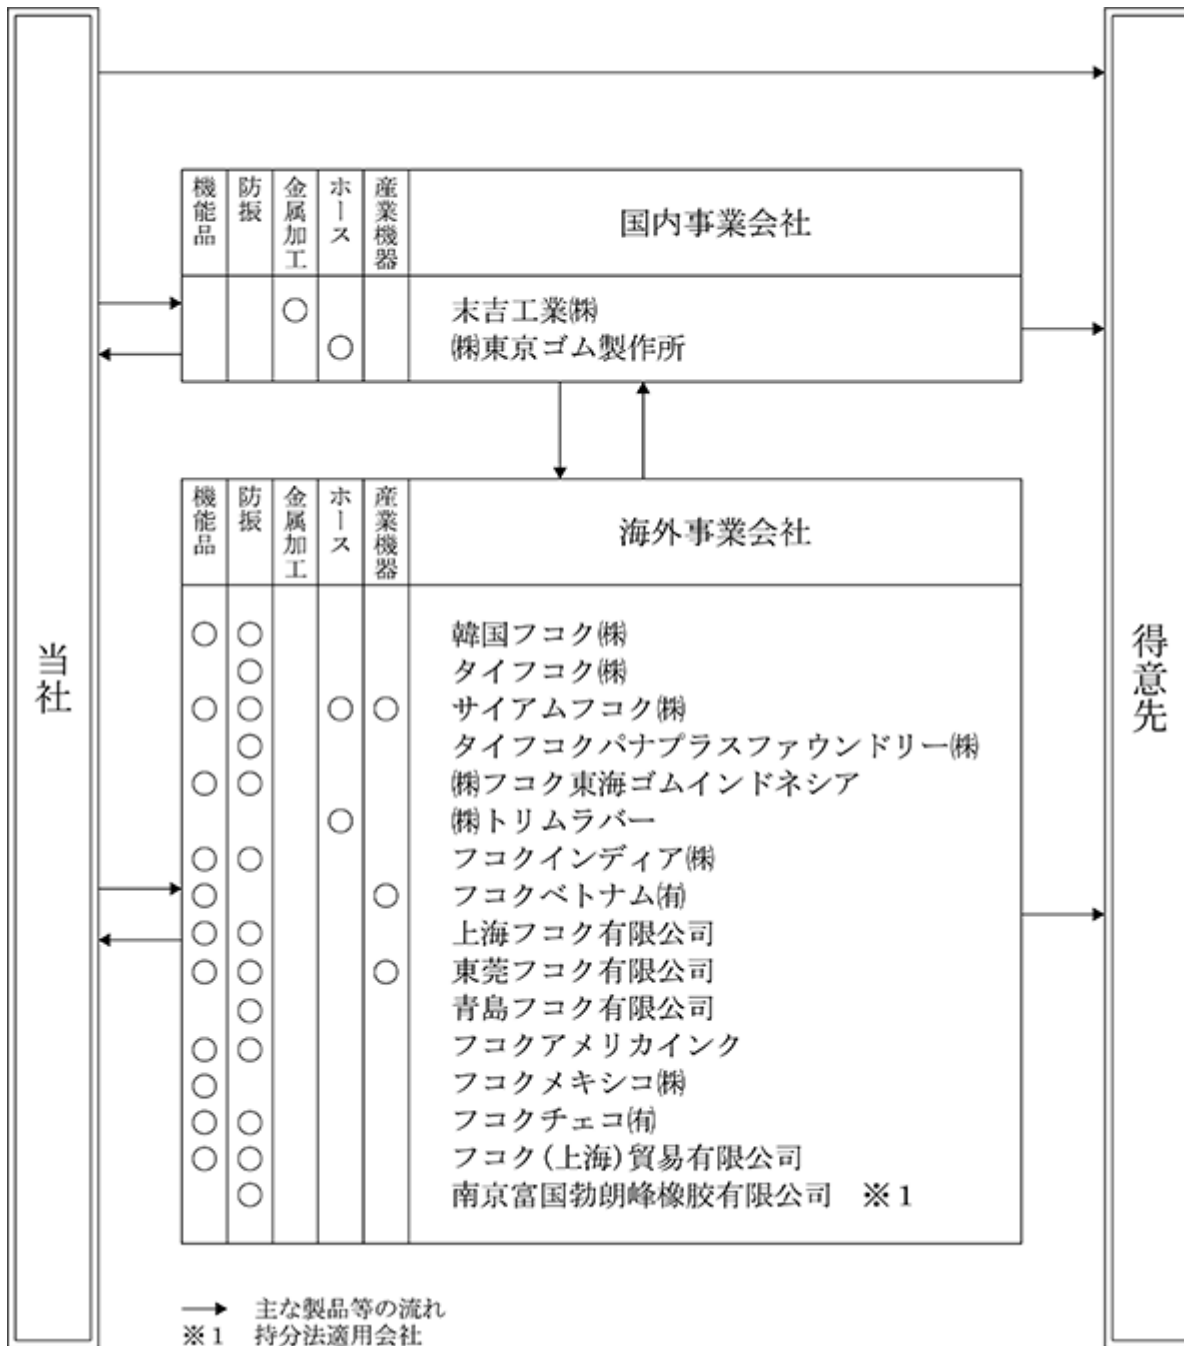 当社
得意先
機能品 防振 金属加工 ホース 産業機器 国内事業会社
○ 末吉工業㈱
○ ㈱東京ゴム製作所
機能品 防振 金属加工 ホース 産業機器 海外事業会社
○ ○ 韓国フコク㈱
○ タイフコク㈱
○ ○ ○ ○ サイアムフコク㈱
○ タイフコクパナプラスファウンドリー㈱
○ ○ ㈱フコク東海ゴムインドネシア
○ ㈱トリムラバー
○ ○ フコクインディア㈱
○ ○ フコクベトナム㈲
○ ○ 上海フコク有限公司
○ ○ ○ 東莞フコク有限公司
○ 青島フコク有限公司
○ ○ フコクアメリカインク
○ フコクメキシコ㈱
○ ○ フコクチェコ㈲
○ ○ フコク(上海)貿易有限公司
○ 南京富国勃朗峰橡胶有限公司 ※1
→ 主な製品等の流れ
※1 持分法適用会社